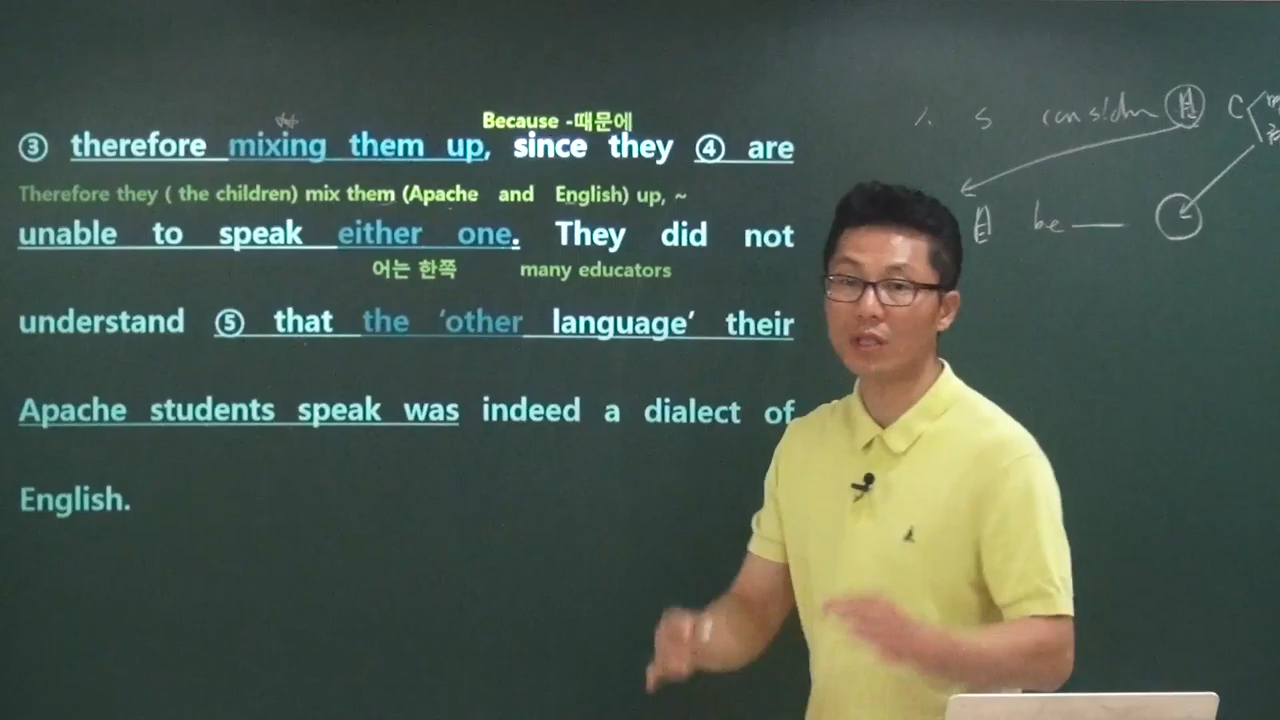 Because -때문에
③ therefore mixing them up, since they ④ are
Therefore they ( the children) mix them (Apache and English) up, ~
unable to speak either one. They did not
어는 한쪽 many educators
understand ⑤ that the ‘other language’ their
Apache students speak was indeed a dialect of
English.
S consider A C
A be